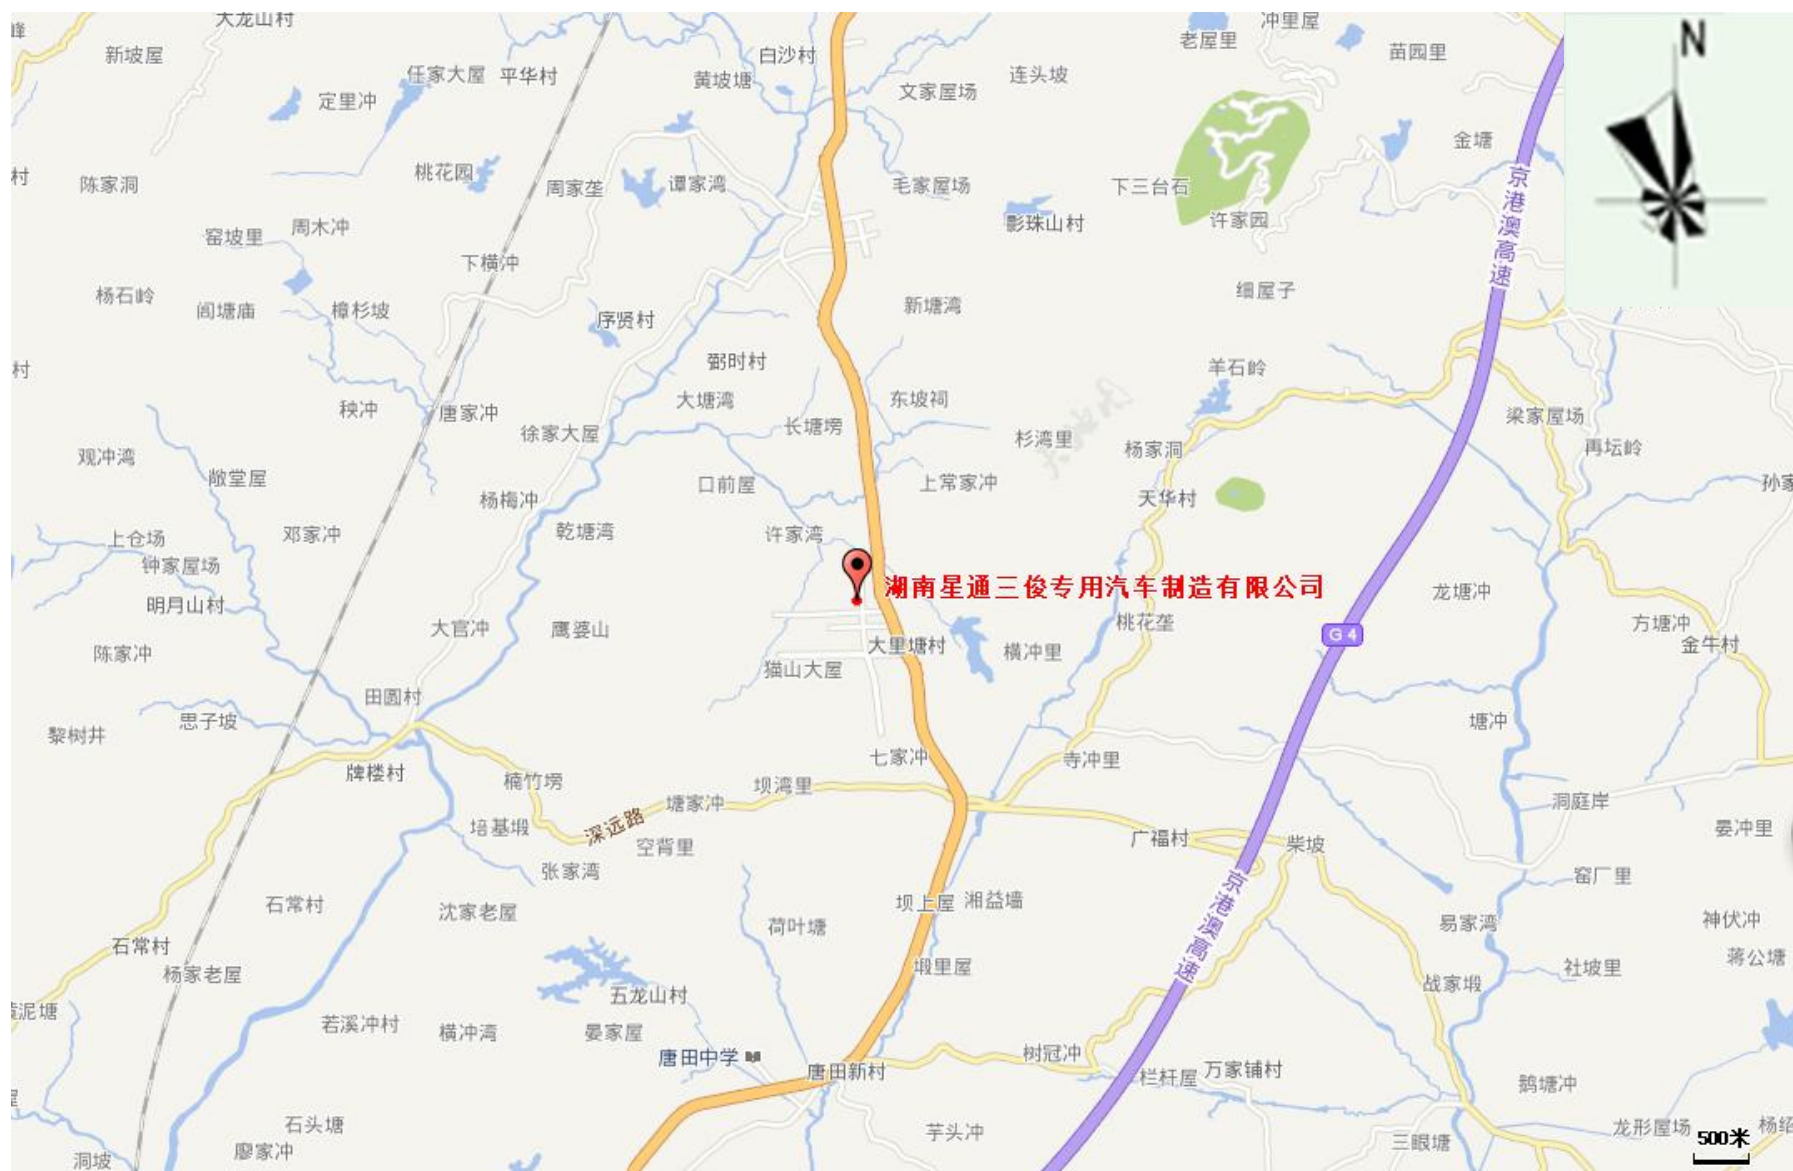 大龙山村
峰
新坡屋
任家大屋
平华村
白沙村
黄坡塘
老屋里
冲里屋
苗园里
N
定里冲
文家屋场
连头坡
金塘
村
陈家洞
桃花园
周家垄
谭家湾
毛家屋场
下三台石
京港澳高速
窑坡里
周木冲
影珠山村
许家园
下横冲
杨石岭
闾塘庙
樟杉坡
序贤村
新塘湾
细屋子
村
弼时村
羊石岭
秧冲
唐家冲
大塘湾
东坡祠
梁家屋场
徐家大屋
长塘塝
杉湾里
杨家洞
再坛岭
观冲湾
敞堂屋
口前屋
上常家冲
孙家
杨梅冲
天华村
上仓场
邓家冲
乾塘湾
许家湾
钟家屋场
湖南星通三俊专用汽车制造有限公司
龙塘冲
明月山村
大官冲
鹰婆山
桃花垄
方塘冲
G4
陈家冲
大里塘村
横冲里
金牛村
猫山大屋
田圆村
思子坡
黎树井
塘冲
七家冲
寺冲里
牌楼村
楠竹塝
坝湾里
塘家冲
洞庭岸
培基塅
深远路
空背里
广福村
柴坡
晏冲里
张家湾
窑厂里
石常村
沈家老屋
荷叶塘
坝上屋
湘益墙
京港澳高速
易家湾
神伏冲
石常村
杨家老屋
塅里屋
社坡里
蒋公塘
五龙山村
战家塅
泥塘
若溪冲村
横冲湾
晏家屋
唐田中学
树冠冲
唐田新村
栏杆屋
万家铺村
鹅塘冲
石头塘
芋头冲
三眼塘
龙形屋场
500米
廖家冲
洞坡